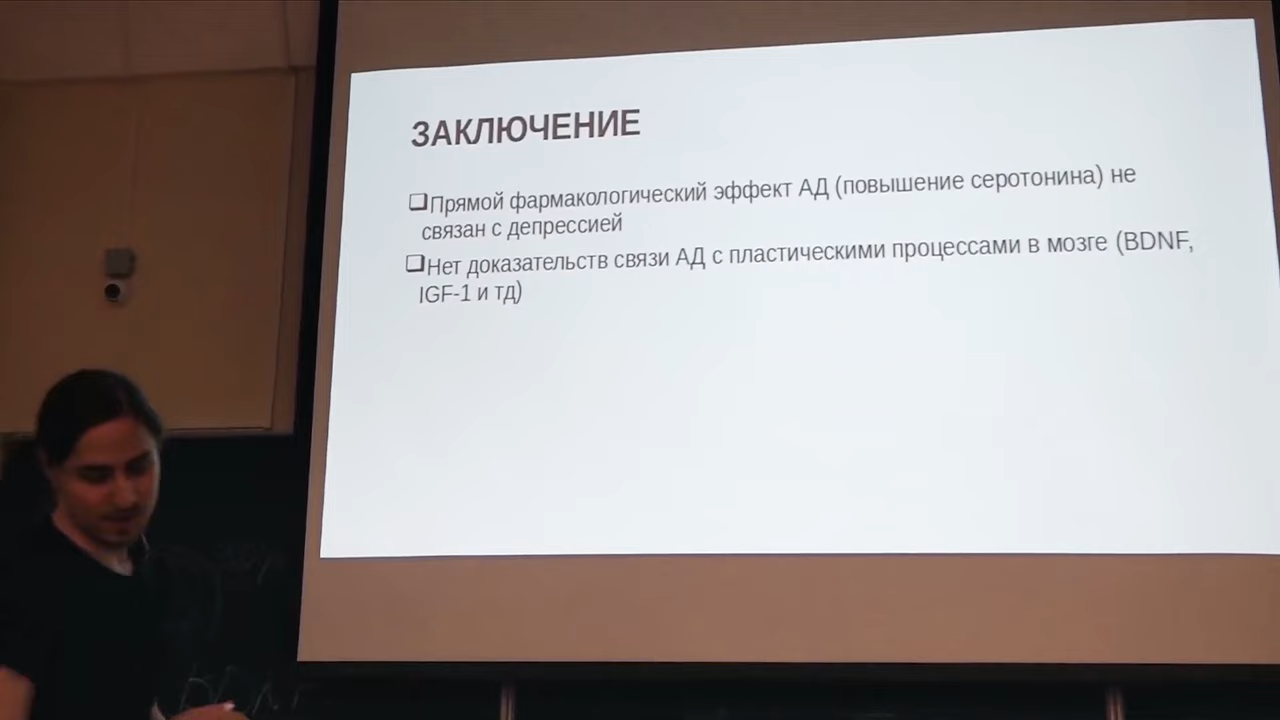 ЗАКЛЮЧЕНИЕ
Прямой фармакологический эффект АД (повышение серотонина) не
связан с депрессией
Нет доказательств связи АД с пластическими процессами в мозге (BDNF,
IGF-1 и тд)